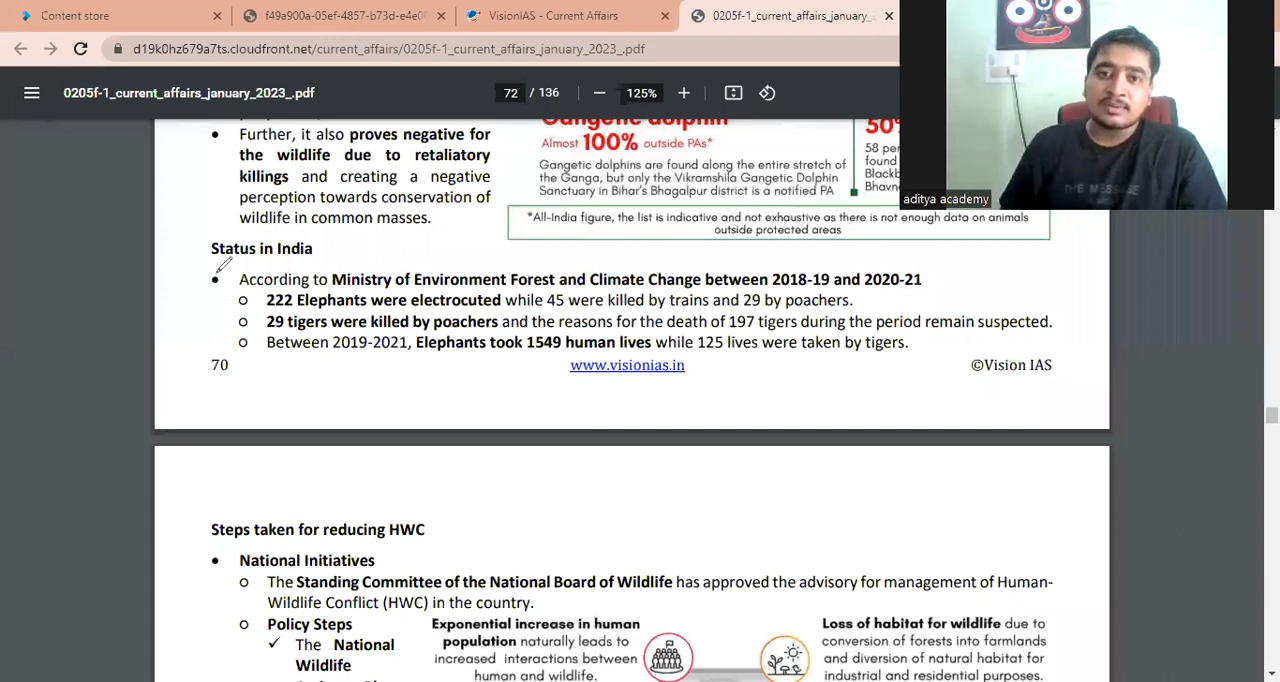 Content store
f49a900a-05ef-4857-b73d-e4e0
VisionIAS - Current Affairs
0205f-1_current_affairs_january_
d19k0hz679a7ts.cloudfront.net/current_affairs/0205f-1_current_affairs_january_2023_.pdf
0205f-1_current_affairs_january_2023_.pdf
72 / 136
125%
Gangetic dolphin
Almost 100% outside PAs*
Gangetic dolphins are found along the entire stretch of
the Ganga, but only the Vikramshila Gangetic Dolphin
Sanctuary in Bihar's Bhagalpur district is a notified PA
50%
58 per
found
Blackb
Bhavn
*All-India figure, the list is indicative and not exhaustive as there is not enough data on animals
outside protected areas
THE MESSAGE
aditya academy
• Further, it also proves negative for
the wildlife due to retaliatory
killings and creating a negative
perception towards conservation of
wildlife in common masses.
Status in India
• According to Ministry of Environment Forest and Climate Change between 2018-19 and 2020-21
o 222 Elephants were electrocuted while 45 were killed by trains and 29 by poachers.
o 29 tigers were killed by poachers and the reasons for the death of 197 tigers during the period remain suspected.
o Between 2019-2021, Elephants took 1549 human lives while 125 lives were taken by tigers.
70
www.visionias.in
©Vision IAS
Steps taken for reducing HWC
• National Initiatives
o The Standing Committee of the National Board of Wildlife has approved the advisory for management of Human-
Wildlife Conflict (HWC) in the country.
o Policy Steps
✓ The National
Wildlife
Exponential increase in human
population naturally leads to
increased interactions between
human and wildlife.
Loss of habitat for wildlife due to
conversion of forests into farmlands
and diversion of natural habitat for
industrial and residential purposes.